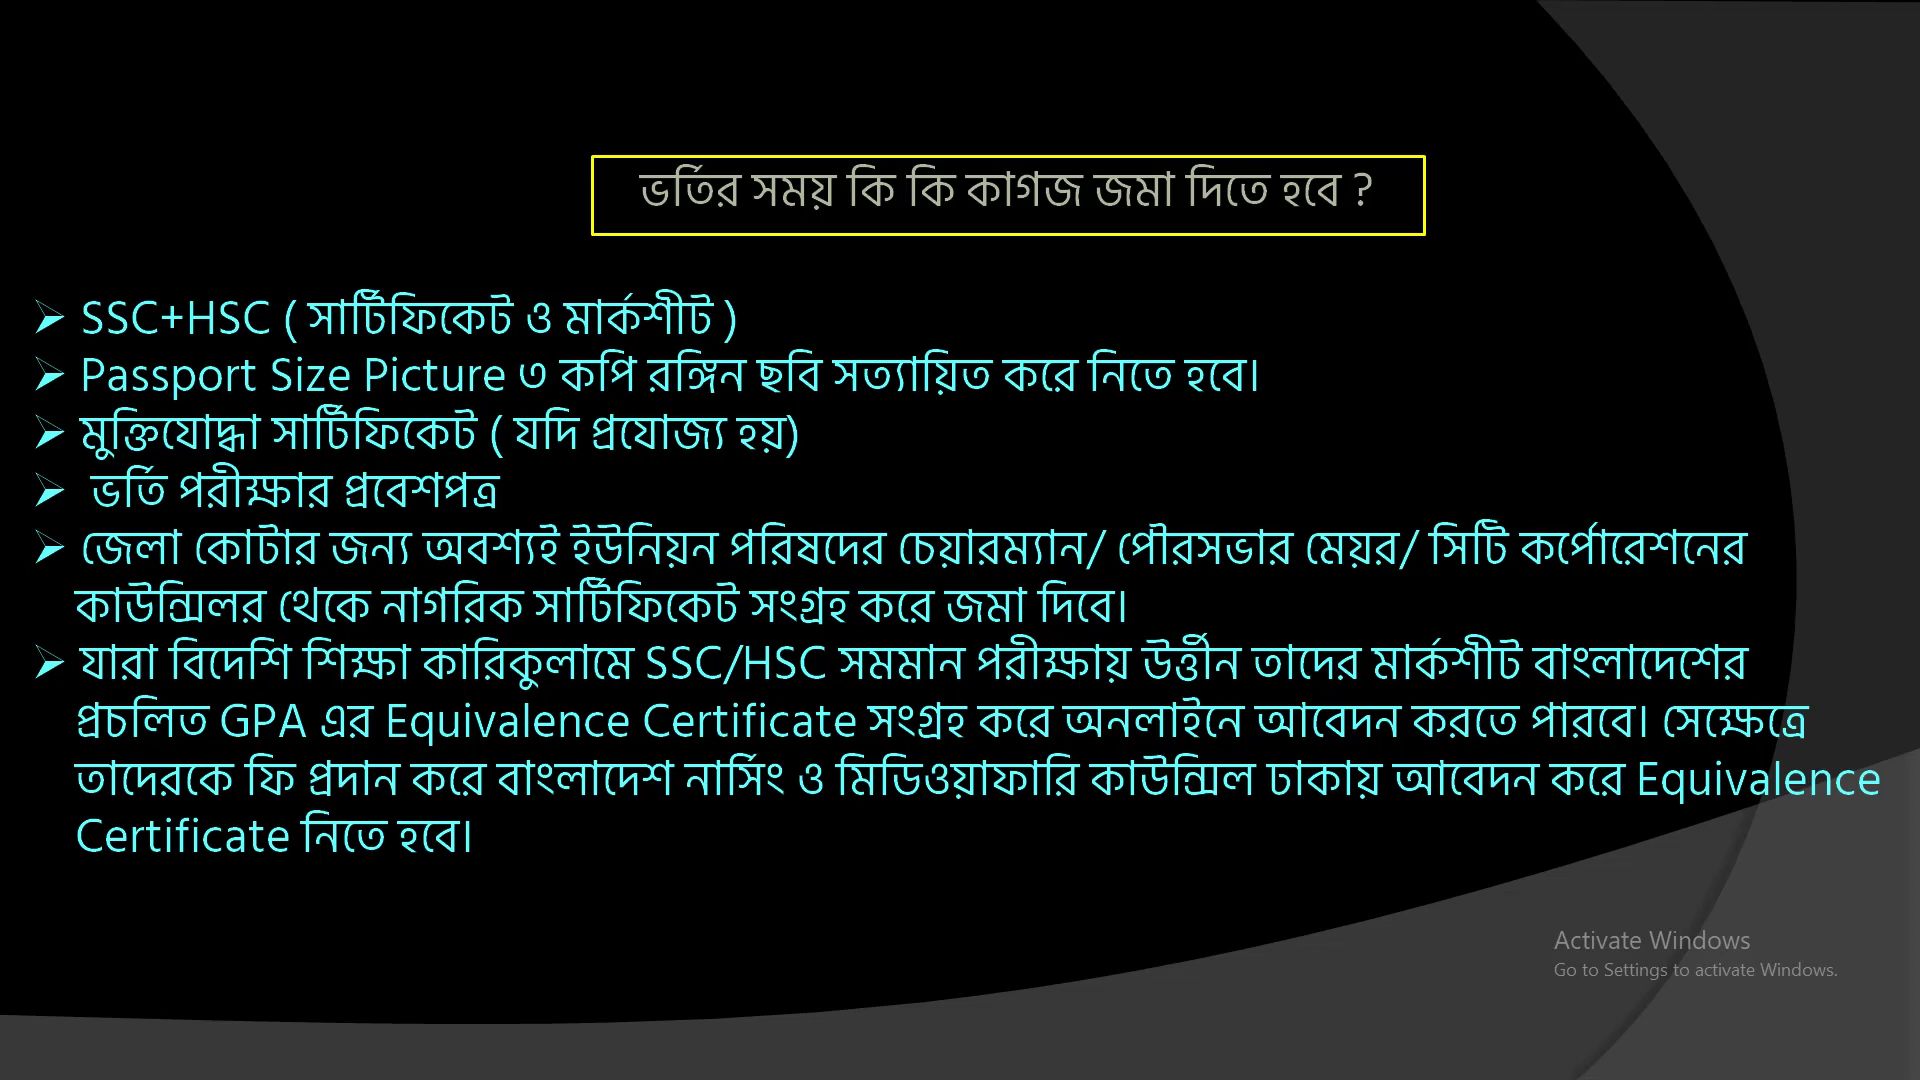 ভর্তির সময় কি কি কাগজ জমা দিতে হবে ?
➢ SSC+HSC ( সার্টিফিকেট ও মার্কশীট )
➢ Passport Size Picture ৩ কপি রঙ্গিন ছবি সত্যায়িত করে নিতে হবে।
➢ মুক্তিযোদ্ধা সার্টিফিকেট ( যদি প্রযোজ্য হয়)
➢ ভর্তি পরীক্ষার প্রবেশপত্র
➢ জেলা কোটার জন্য অবশ্যই ইউনিয়ন পরিষদের চেয়ারম্যান/ পৌরসভার মেয়র/ সিটি কর্পোরেশনের
কাউন্সিলর থেকে নাগরিক সার্টিফিকেট সংগ্রহ করে জমা দিবে।
➢ যারা বিদেশি শিক্ষা কারিকুলামে SSC/HSC সমমান পরীক্ষায় উর্ত্তীন তাদের মার্কশীট বাংলাদেশের
প্রচলিত GPA এর Equivalence Certificate সংগ্রহ করে অনলাইনে আবেদন করতে পারবে। সেক্ষেত্রে
তাদেরকে ফি প্রদান করে বাংলাদেশ নার্সিং ও মিডিওয়াফারি কাউন্সিল ঢাকায় আবেদন করে Equivalence
Certificate নিতে হবে।
Activate Windows
Go to Settings to activate Windows.